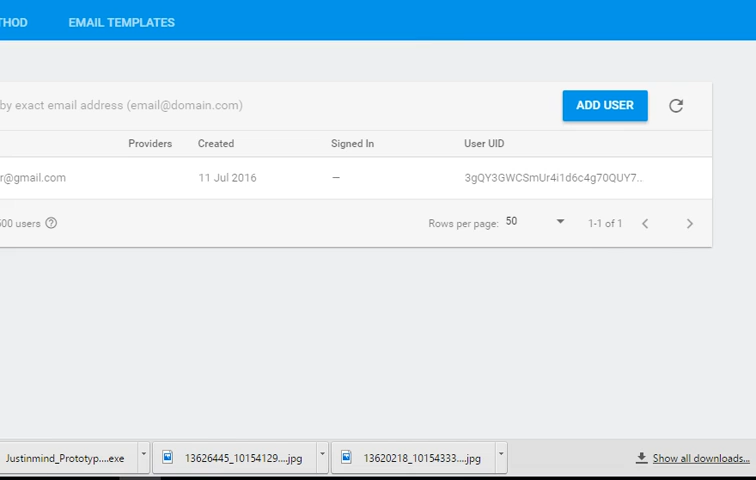 THOD EMAIL TEMPLATES
by exact email address (email@domain.com) ADD USER
Providers Created Signed In User UID
r@gmail.com 11 Jul 2016 — 3gQY3GWCSmUr4i1d6c4g70QUY7..
500 users Rows per page: 50 1-1 of 1
Justinmind_Prototyp....exe 13626445_10154129....jpg 13620218_10154333....jpg Show all downloads...